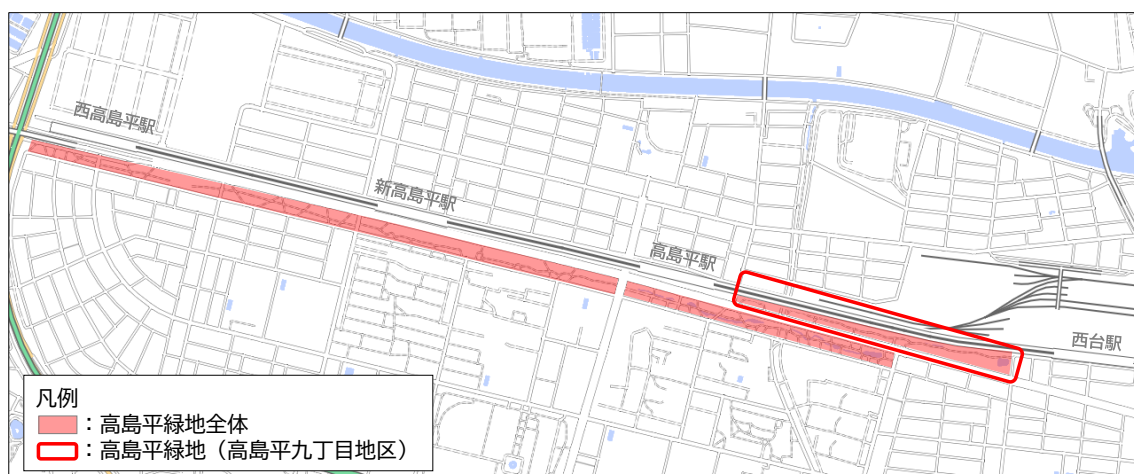 西高島平駅
新高島平駅
高島平駅
西台駅
凡例
：高島平緑地全体
：高島平緑地（高島平九丁目地区）